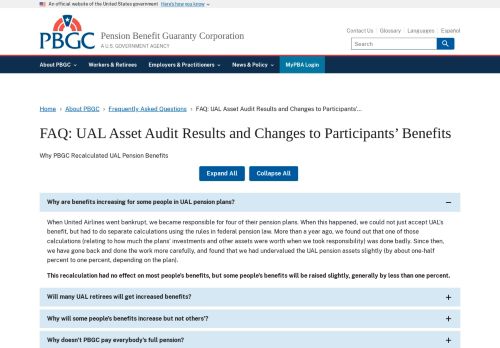 An official website of the United States government Here's how you know
PBGC
Pension Benefit Guaranty Corporation
A U.S. GOVERNMENT AGENCY
Contact Us Glossary Languages Español
Search
About PBGC Workers & Retirees Employers & Practitioners News & Policy MyPBA Login
Home › About PBGC › Frequently Asked Questions › FAQ: UAL Asset Audit Results and Changes to Participants'...
FAQ: UAL Asset Audit Results and Changes to Participants' Benefits
Why PBGC Recalculated UAL Pension Benefits
Expand All Collapse All
Why are benefits increasing for some people in UAL pension plans?
When United Airlines went bankrupt, we became responsible for four of their pension plans. When this happened, we could not just accept UAL's
benefit, but had to do separate calculations using the rules in federal pension law. More than a year ago, we found out that one of those
calculations (relating to how much the plans' investments and other assets were worth when we took responsibility) was done badly. Since then,
we have gone back and done the work more carefully, and found that we had undervalued the UAL pension assets slightly (by about one-half
percent to one percent, depending on the plan).
This recalculation had no effect on most people's benefits, but some people's benefits will be raised slightly, generally by less than one percent.
Will many UAL retirees will get increased benefits?
Why will some people's benefits increase but not others'?
Why doesn't PBGC pay everybody's full pension?